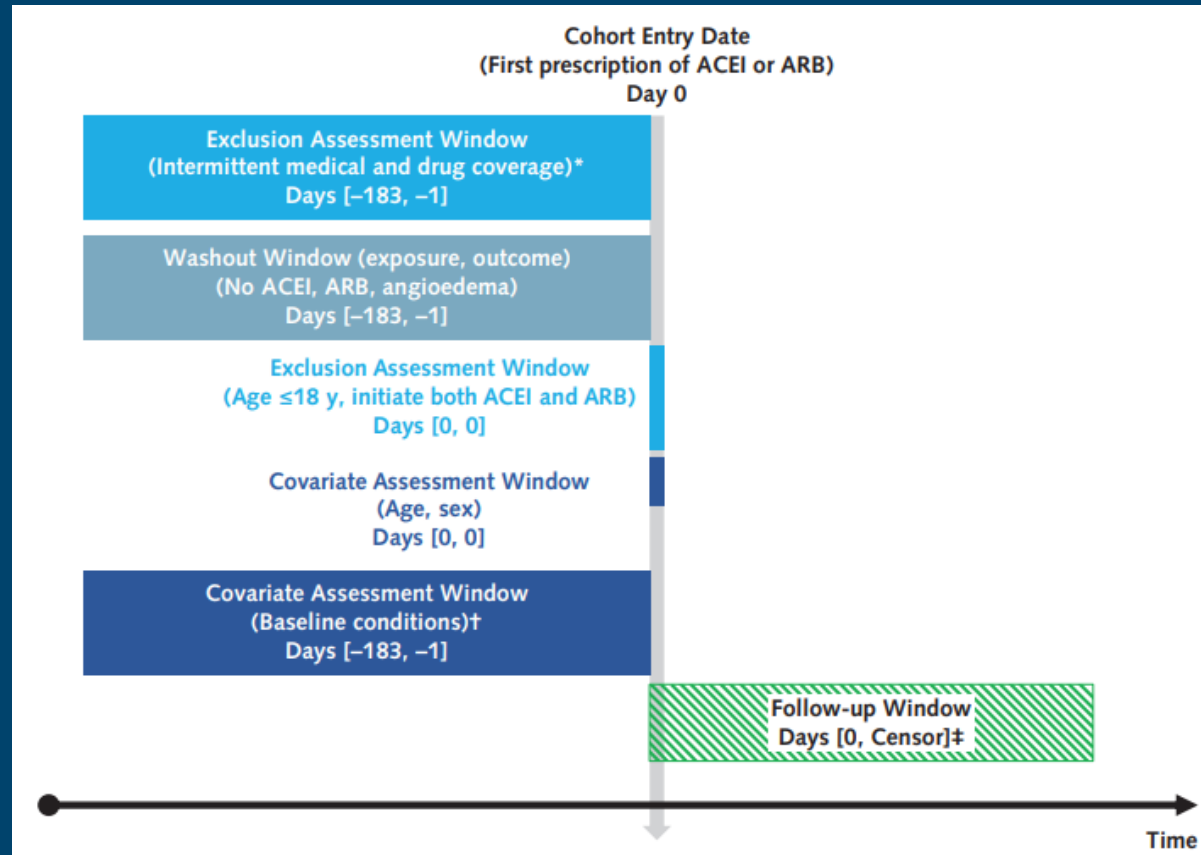 Cohort Entry Date
(First prescription of ACEI or ARB)
Day 0
Exclusion Assessment Window
(Intermittent medical and drug coverage)*
Days [–183, –1]
Washout Window (exposure, outcome)
(No ACEI, ARB, angioedema)
Days [–183, –1]
Exclusion Assessment Window
(Age ≤18 y, initiate both ACEI and ARB)
Days [0, 0]
Covariate Assessment Window
(Age, sex)
Days [0, 0]
Covariate Assessment Window
(Baseline conditions)†
Days [–183, –1]
Follow-up Window
Days [0, Censor]‡
Time